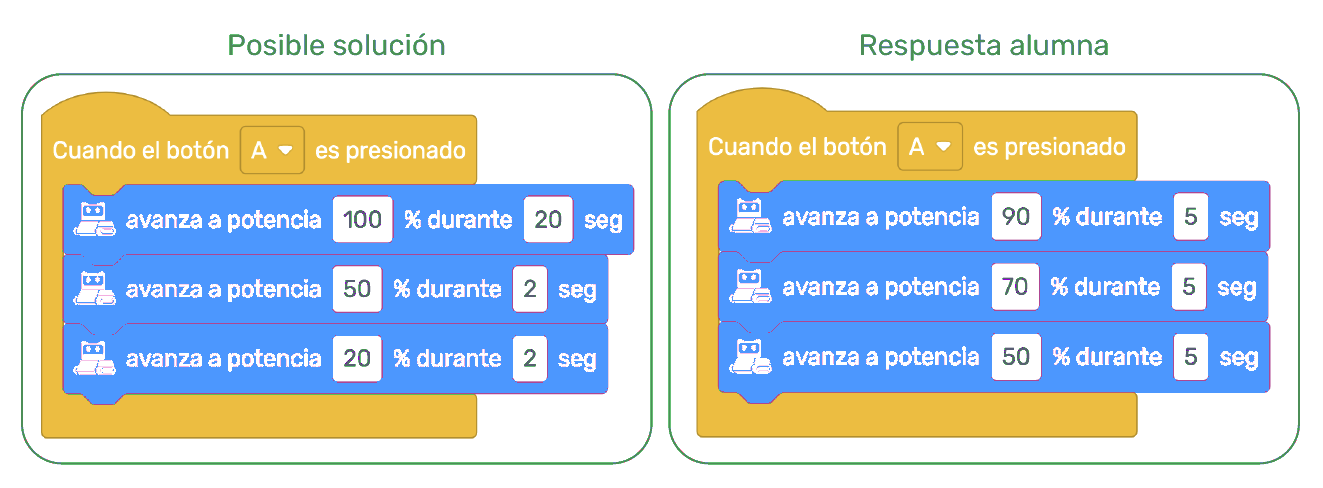 Posible solución
Cuando el botón A es presionado
avanza a potencia 100 % durante 20 seg
avanza a potencia 50 % durante 2 seg
avanza a potencia 20 % durante 2 seg
Respuesta alumna
Cuando el botón A es presionado
avanza a potencia 90 % durante 5 seg
avanza a potencia 70 % durante 5 seg
avanza a potencia 50 % durante 5 seg